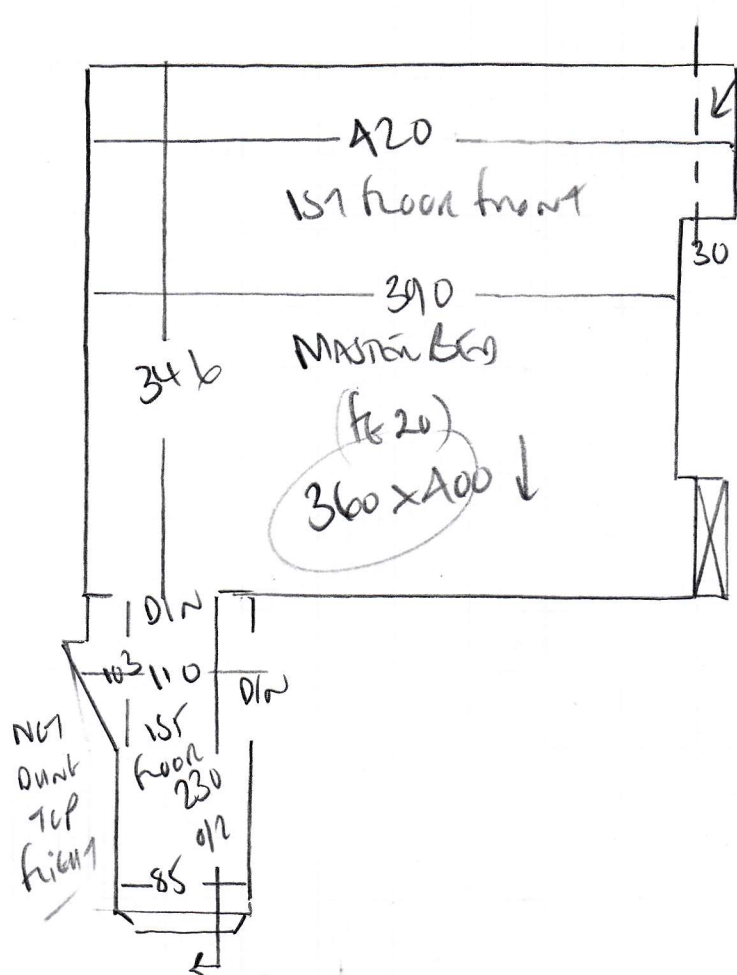 420
1ST FLOOR FRONT
30
390
MASTER BED
346
(FE 20)
360 x 400
D/N
103 110
D/N
1ST
FLOOR
230
O/2
85
NOT
DOING
TOP
FLIGHT